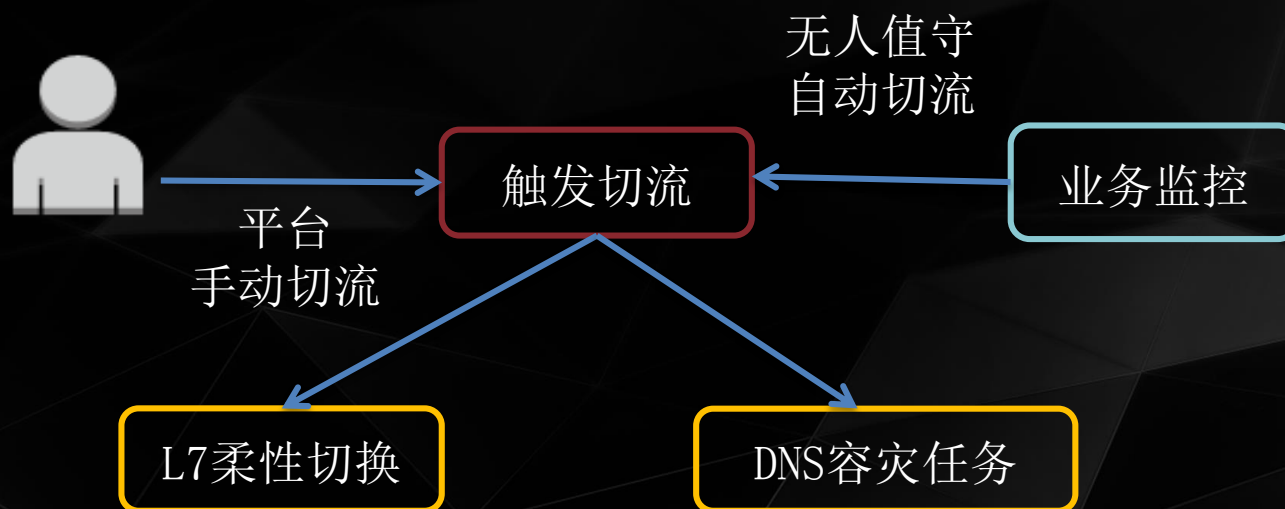 无人值守
自动切流
触发切流
业务监控
平台
手动切流
L7柔性切换
DNS容灾任务